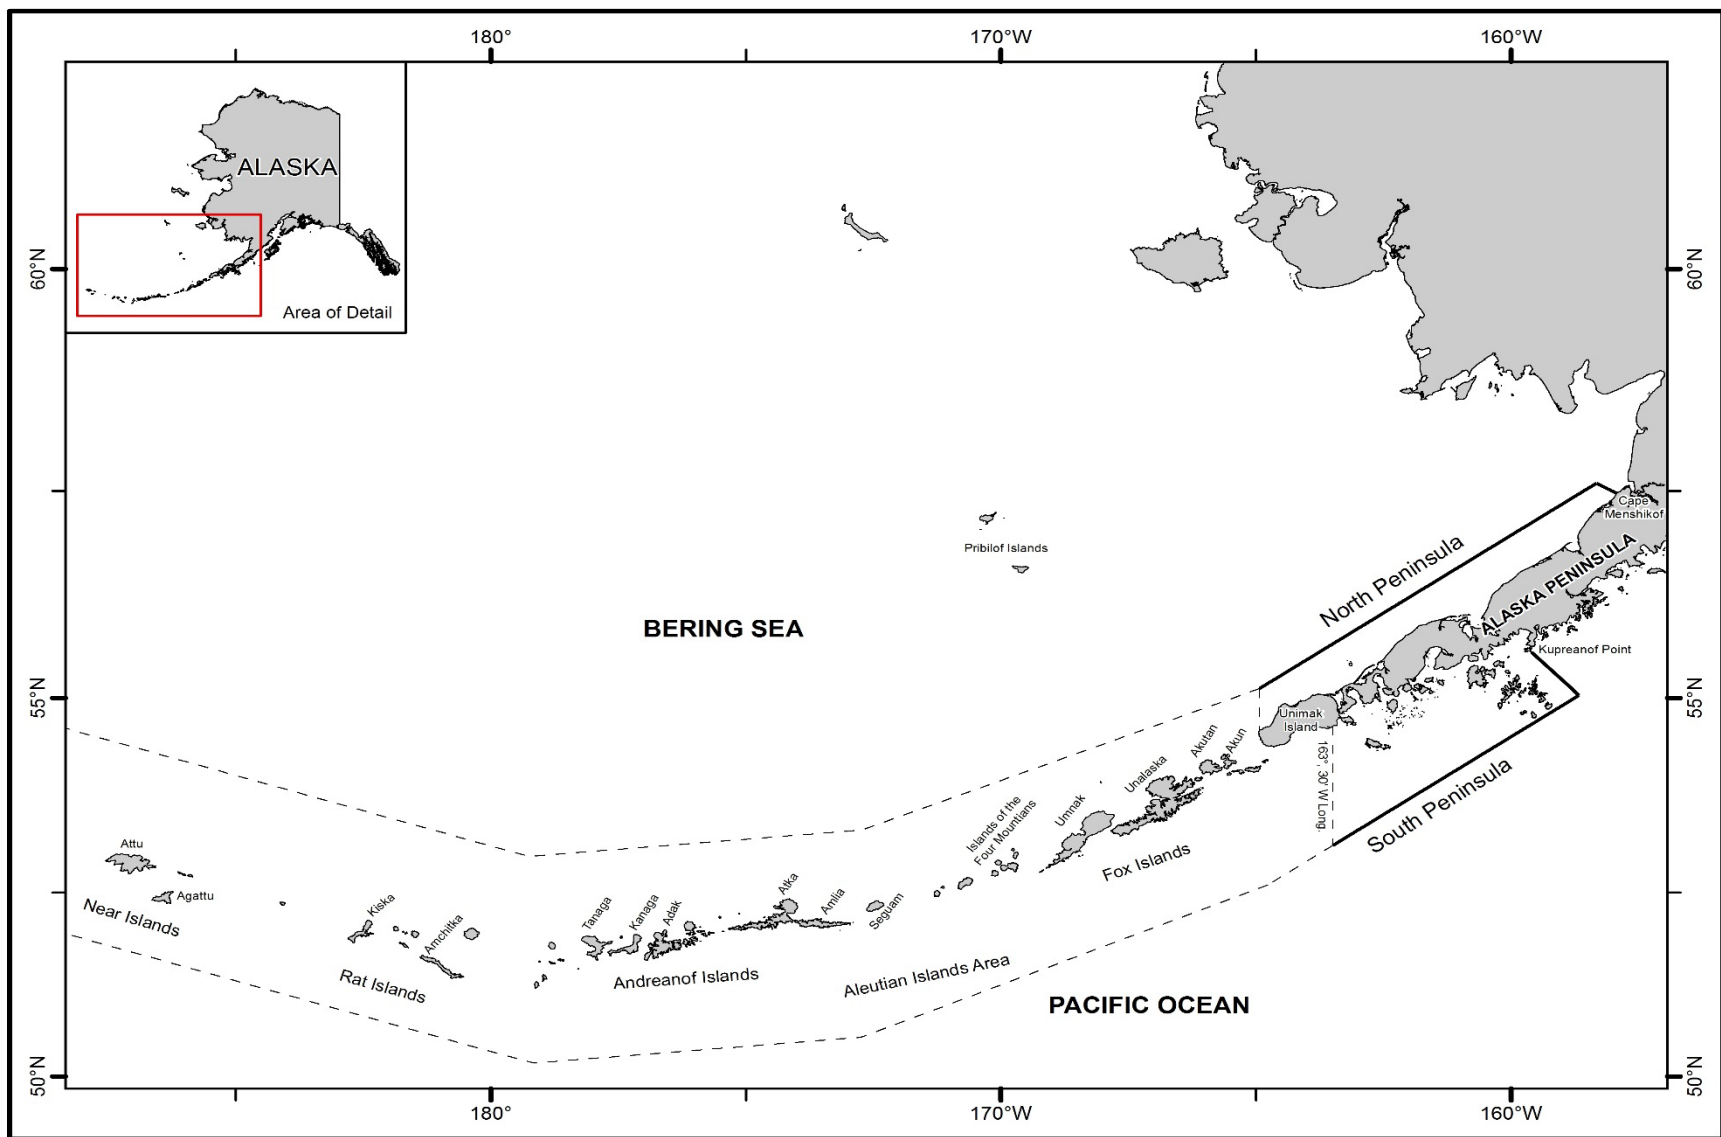 180°
170°W
160°W
ALASKA
Area of Detail
60°N
60°N
Cape
Menshikof
Pribilof Islands
North Peninsula
ALASKA PENINSULA
BERING SEA
Kupreanof Point
55°N
55°N
Unimak
Island
163°, 30' W Long.
South Peninsula
Akun
Akutan
Unalaska
Umnak
Islands of the
Four Mountians
Fox Islands
Attu
Agattu
Near Islands
Kiska
Amchitka
Rat Islands
Tanaga
Kanaga
Adak
Atka
Amlia
Seguam
Andreanof Islands
Aleutian Islands Area
PACIFIC OCEAN
50°N
50°N
180°
170°W
160°W